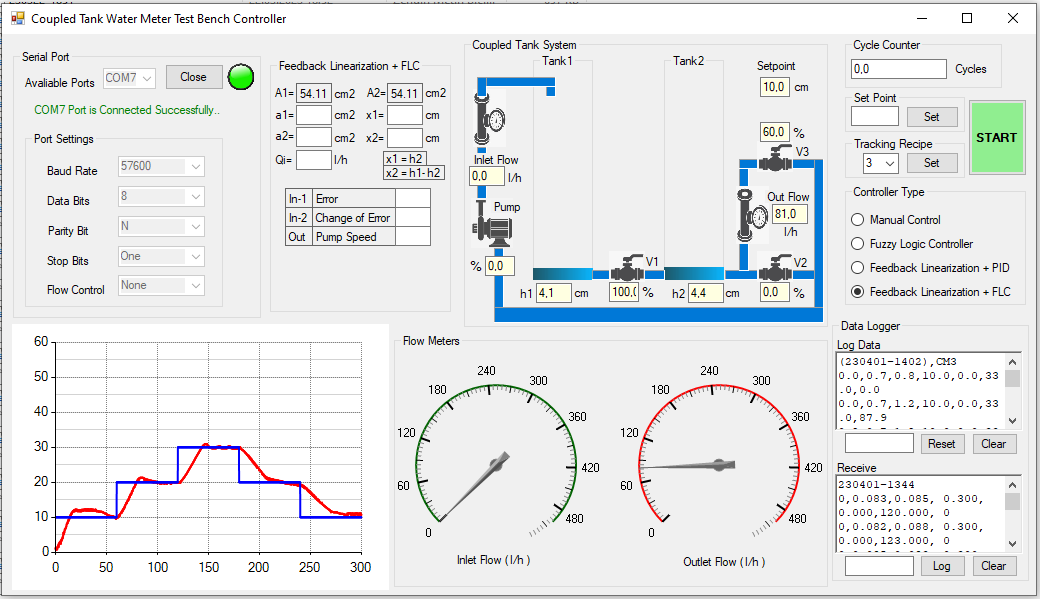 Coupled Tank Water Meter Test Bench Controller
Serial Port
Avaliable Ports COM7 Close
COM7 Port is Connected Successfully..
Port Settings
Baud Rate 57600
Data Bits 8
Parity Bit N
Stop Bits One
Flow Control None
Feedback Linearization + FLC
A1= 54.11 cm2 A2= 54.11 cm2
a1= cm2 x1= cm
a2= cm2 x2= cm
Qi= l/h x1 = h2
x2 = h1- h2
In-1 Error
In-2 Change of Error
Out Pump Speed
Coupled Tank System
Tank1
Tank2
Setpoint
10,0 cm
60,0 %
V3
Inlet Flow
0,0 l/h
Out Flow
81,0
l/h
Pump
% 0,0
V1
V2
h1 4,1 cm
100,0 %
h2 4,4 cm
0,0 %
Cycle Counter
0,0 Cycles
Set Point
Set
Tracking Recipe
3 Set
START
Controller Type
Manual Control
Fuzzy Logic Controller
Feedback Linearization + PID
Feedback Linearization + FLC
60
50
40
30
20
10
0
0 50 100 150 200 250 300
Flow Meters
0 60 120 180 240 300 360 420 480
Inlet Flow ( l/h )
0 60 120 180 240 300 360 420 480
Outlet Flow ( l/h )
Data Logger
Log Data
(230401-1402),CM3
0.0,0.7,0.8,10.0,0.0,33
.0,0.0
0.0,0.7,1.2,10.0,0.0,33
.0,87.9
Reset Clear
Receive
230401-1344
0,0.083,0.085, 0.300,
0.000,120.000, 0
0,0.082,0.088, 0.300,
0.000,123.000, 0
Log Clear